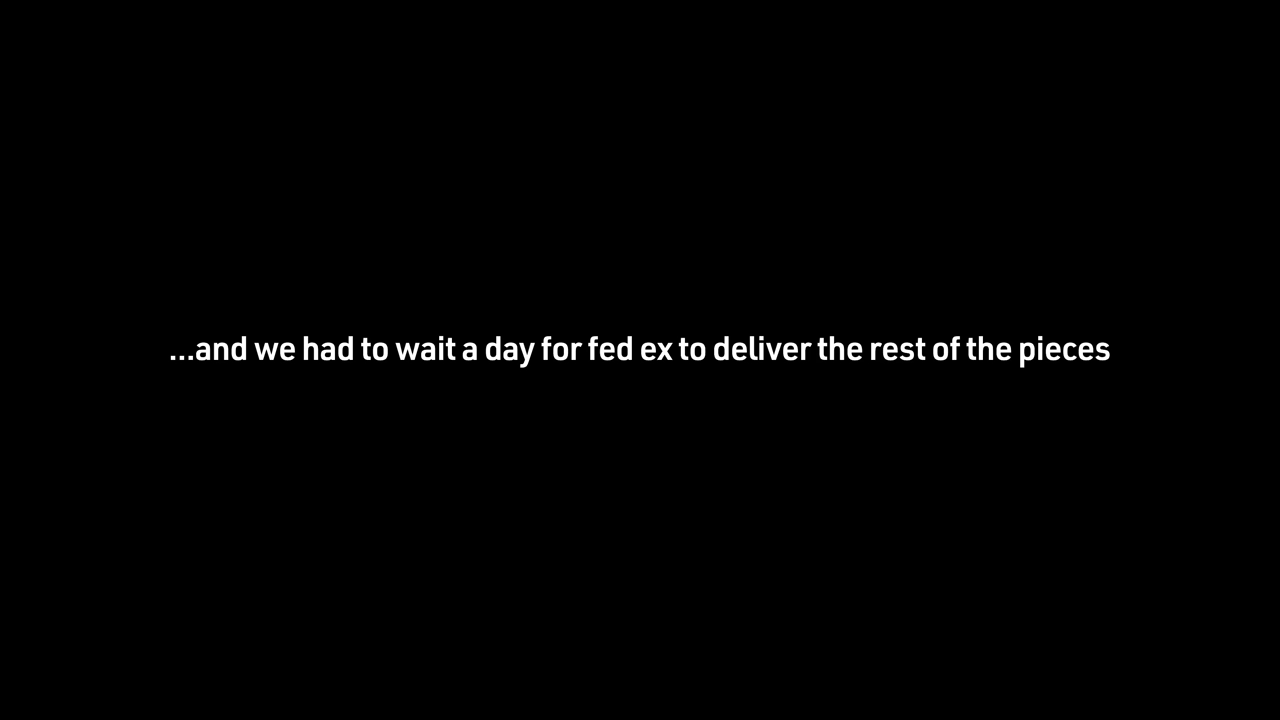 ...and we had to wait a day for fed ex to deliver the rest of the pieces